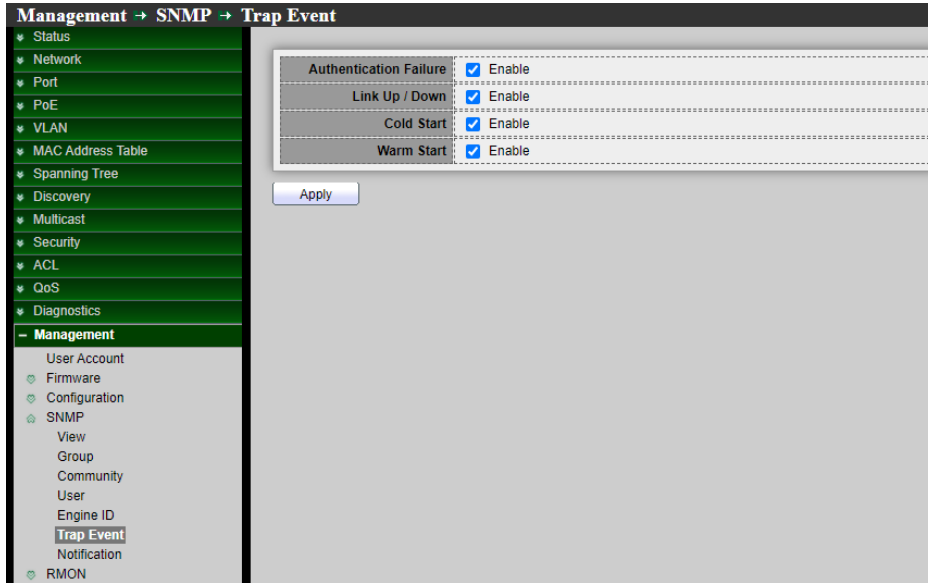 Management → SNMP → Trap Event
Status
Network
Port
PoE
VLAN
MAC Address Table
Spanning Tree
Discovery
Multicast
Security
ACL
QoS
Diagnostics
Management
User Account
Firmware
Configuration
SNMP
View
Group
Community
User
Engine ID
Trap Event
Notification
RMON
Authentication Failure Enable
Link Up / Down Enable
Cold Start Enable
Warm Start Enable
Apply